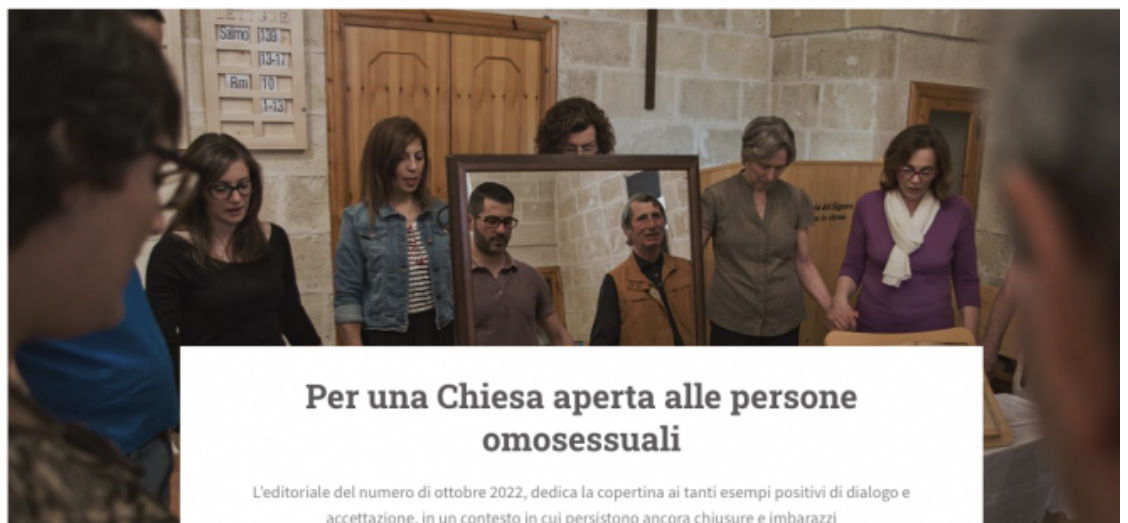 LETTURE
Salmo 139
13-17
Rm 10
1-13
Per una Chiesa aperta alle persone
omosessuali
L'editoriale del numero di ottobre 2022, dedica la copertina ai tanti esempi positivi di dialogo e
accettazione, in un contesto in cui persistono ancora chiusure e imbarazzi